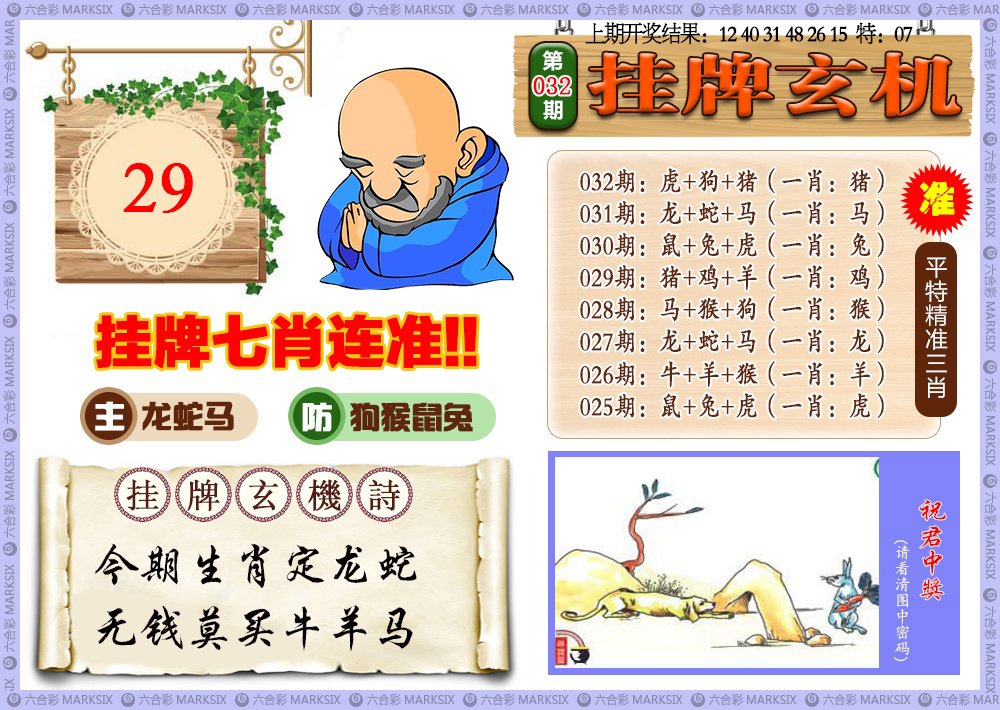 六合彩 MARKSIX
上期开奖结果：12 40 31 48 26 15 特：07
第
032
期
挂牌玄机
29
032期：虎+狗+猪（一肖：猪）
031期：龙+蛇+马（一肖：马）
030期：鼠+兔+虎（一肖：兔）
029期：猪+鸡+羊（一肖：鸡）
028期：马+猴+狗（一肖：猴）
027期：龙+蛇+马（一肖：龙）
026期：牛+羊+猴（一肖：羊）
025期：鼠+兔+虎（一肖：虎）
准
平特精准三肖
挂牌七肖连准!!
主 龙蛇马
防 狗猴鼠兔
挂牌玄機詩
今期生肖定龙蛇
无钱莫买牛羊马
祝君中奖
（请看清图中密码）